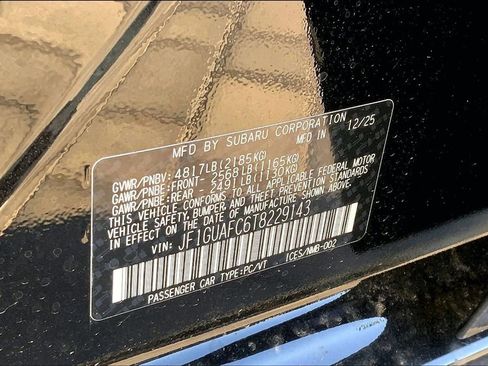 MFD BY SUBARU CORPORATION 12/25
GVWR/PNBV: 4817LB(2185KG)
GAWR/PNBE: FRONT- 2568LB(1165KG)
GAWR/PNBE: REAR - 2491LB(1130KG)
THIS VEHICLE CONFORMS TO ALL APPLICABLE FEDERAL MOTOR
VEHICLE SAFETY, BUMPER AND THEFT PREVENTION STANDARDS
IN EFFECT ON THE DATE OF MANUFACTURE SHOWN ABOVE.
VIN: JF1GUAFC6T8229143
PASSENGER CAR TYPE:PC/VT ICES/NMB-002